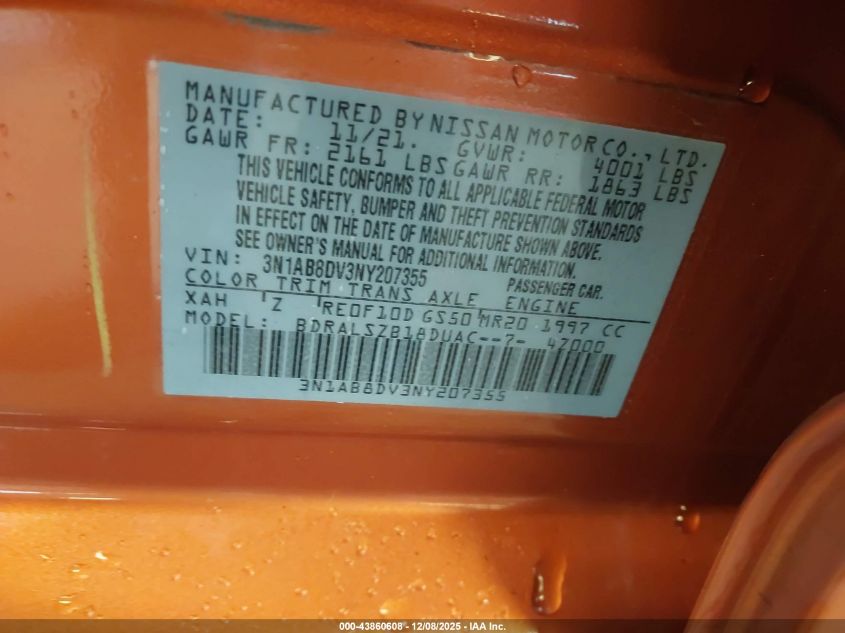 MANUFACTURED BY NISSAN MOTOR CO., LTD.
DATE: 11/21. GVWR: 4001 LBS
GAWR FR: 2161 LBS GAWR RR: 1863 LBS
THIS VEHICLE CONFORMS TO ALL APPLICABLE FEDERAL MOTOR
VEHICLE SAFETY, BUMPER AND THEFT PREVENTION STANDARDS
IN EFFECT ON THE DATE OF MANUFACTURE SHOWN ABOVE.
SEE OWNER'S MANUAL FOR ADDITIONAL INFORMATION.
VIN: 3N1AB8DV3NY207355 PASSENGER CAR.
COLOR TRIM TRANS AXLE ENGINE
XAH 'Z 'RE0F10D GS50'MR20 1997 CC
MODEL: BDRALSZB18DUAC--7- 47000
3N1AB8DV3NY207355
000-43860608 | 12/08/2025 - IAA Inc.